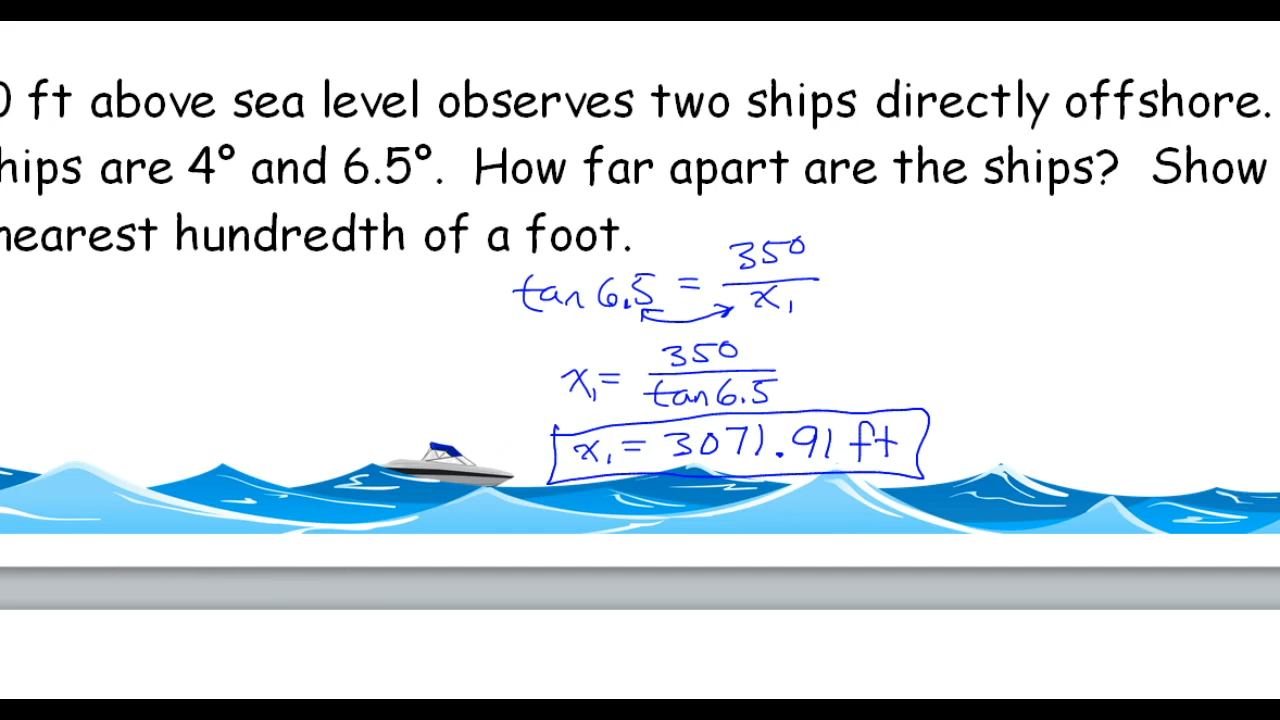 0 ft above sea level observes two ships directly offshore.
hips are 4° and 6.5°. How far apart are the ships? Show
nearest hundredth of a foot.
tan 6.5 = 350/x₁
x₁ = 350/tan 6.5
x₁ = 3071.91 ft